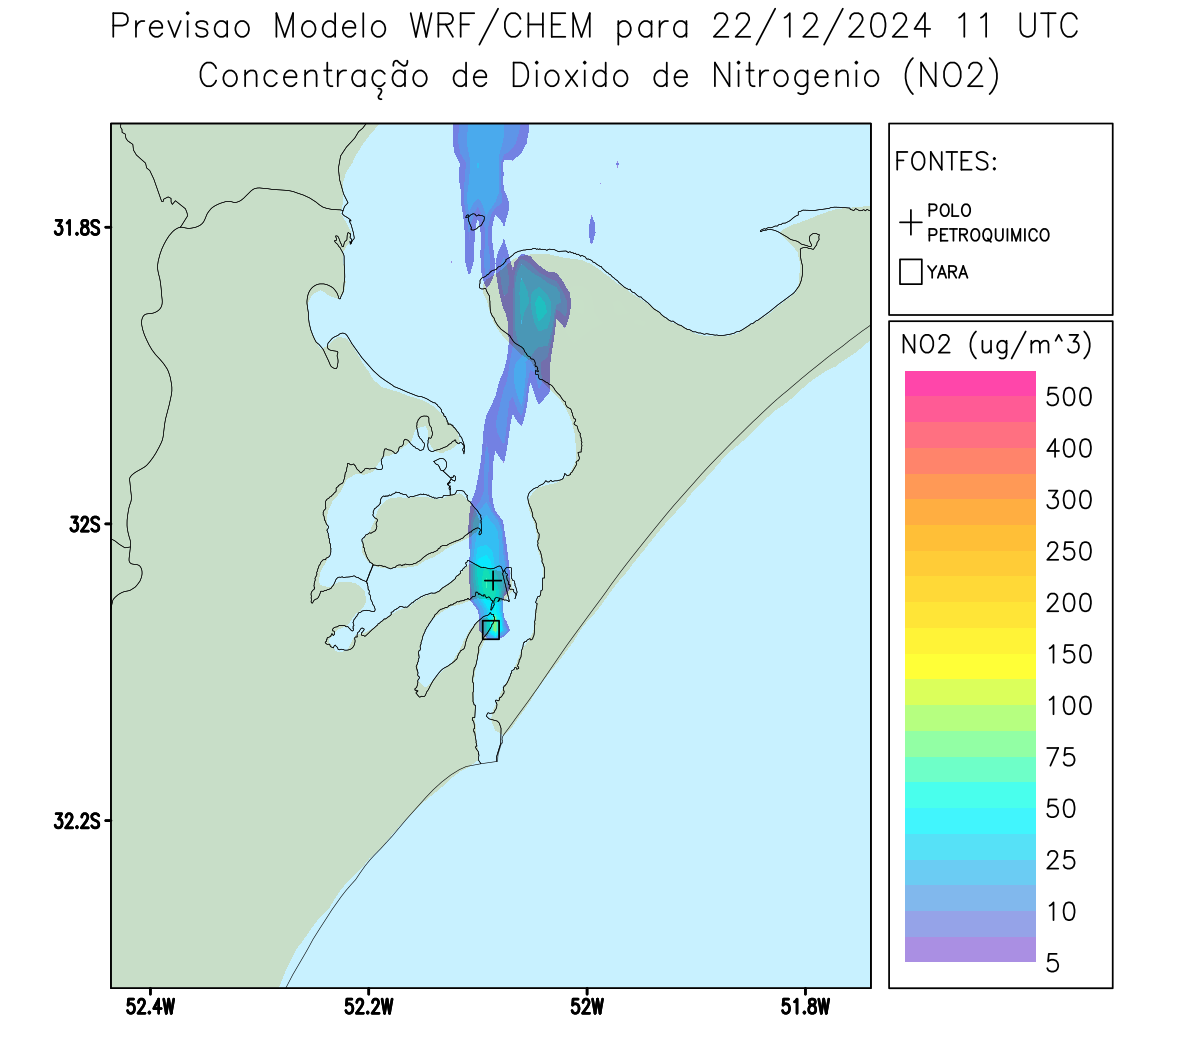 Previsao Modelo WRF/CHEM para 22/12/2024 11 UTC
Concentração de Dioxido de Nitrogenio (NO2)
FONTES:
POLO
PETROQUIMICO
YARA
NO2 (ug/m^3)
500
400
300
250
200
150
100
75
50
25
10
5
31.8S
32S
32.2S
52.4W
52.2W
52W
51.8W